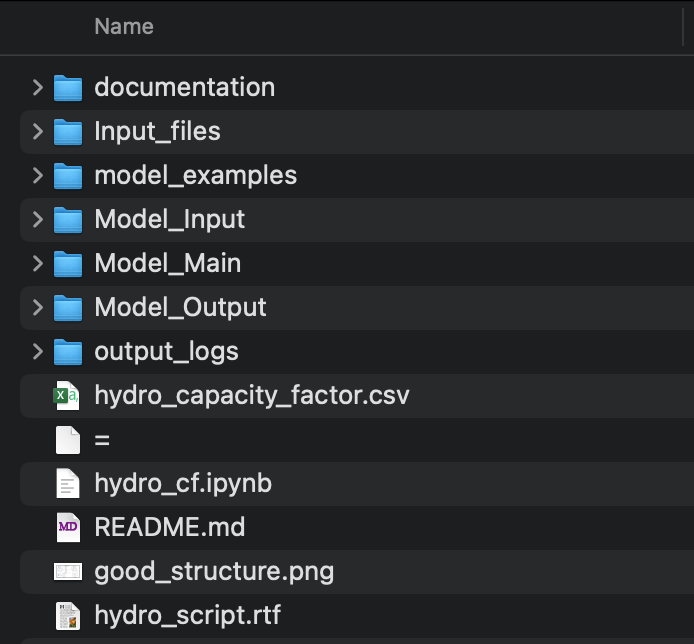 Name
documentation
Input_files
model_examples
Model_Input
Model_Main
Model_Output
output_logs
hydro_capacity_factor.csv
=
hydro_cf.ipynb
README.md
good_structure.png
hydro_script.rtf